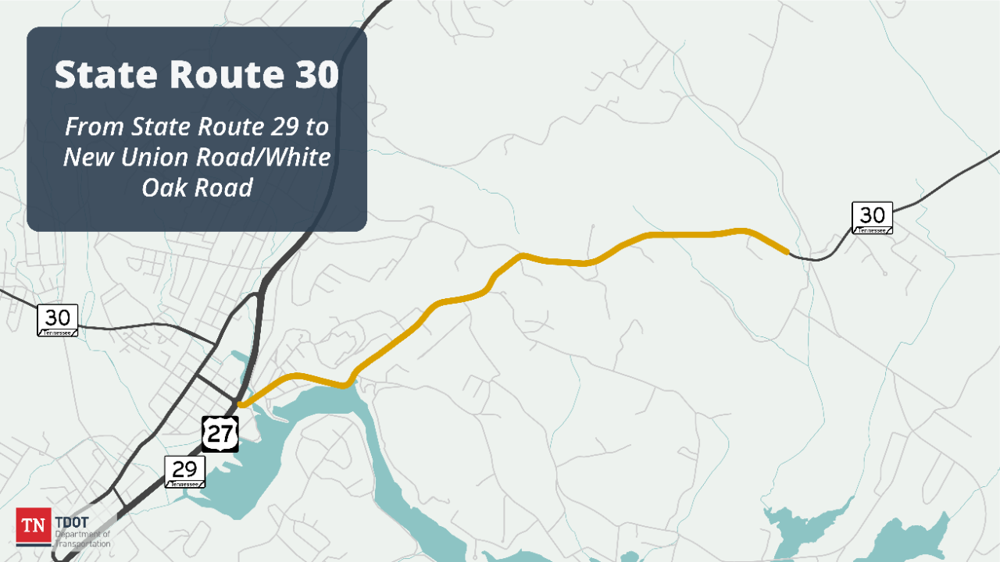 State Route 30
From State Route 29 to
New Union Road/White
Oak Road
30
Tennessee
30
Tennessee
27
29
Tennessee
TN
TDOT
Department of
Transportation